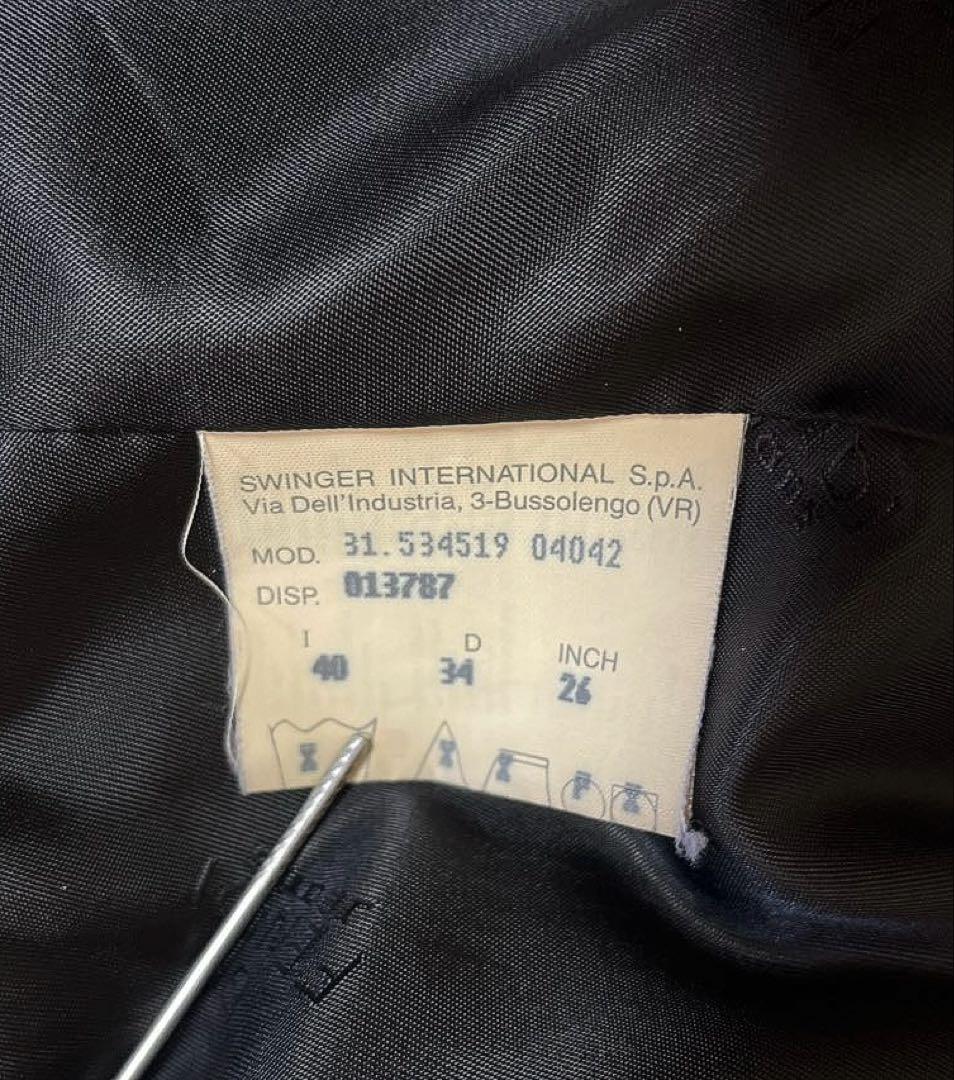 SWINGER INTERNATIONAL S.p.A.
Via Dell'Industria, 3-Bussolengo (VR)
MOD. 31.534519 04042
DISP. 013787
I D INCH
40 34 26
X X X P X